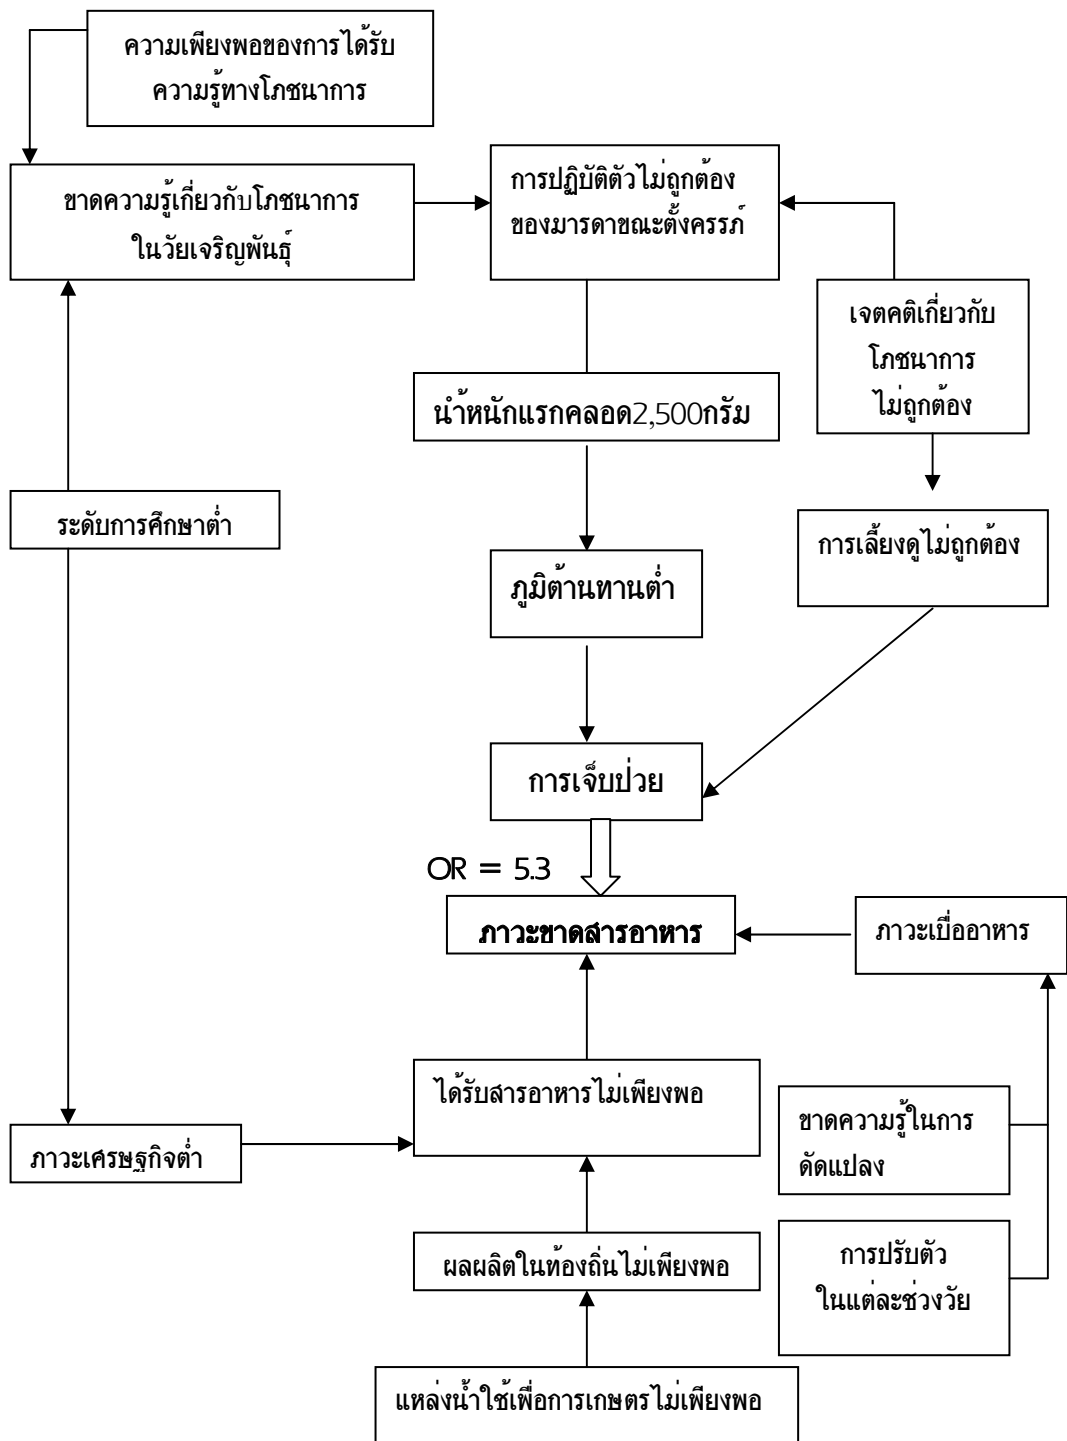 ความเพียงพอของการได้รับ
ความรู้ทางโภชนาการ
ขาดความรู้เกี่ยวกับโภชนาการ
ในวัยเจริญพันธุ์
การปฏิบัติตัวไม่ถูกต้อง
ของมารดาขณะตั้งครรภ์
เจตคติเกี่ยวกับ
โภชนาการ
ไม่ถูกต้อง
น้ำหนักแรกคลอด2,500กรัม
ระดับการศึกษาต่ำ
การเลี้ยงดูไม่ถูกต้อง
ภูมิต้านทานต่ำ
การเจ็บป่วย
OR = 5.3
ภาวะขาดสารอาหาร
ภาวะเบื่ออาหาร
ได้รับสารอาหารไม่เพียงพอ
ขาดความรู้ในการ
ดัดแปลง
ภาวะเศรษฐกิจต่ำ
ผลผลิตในท้องถิ่นไม่เพียงพอ
การปรับตัว
ในแต่ละช่วงวัย
แหล่งน้ำใช้เพื่อการเกษตรไม่เพียงพอ